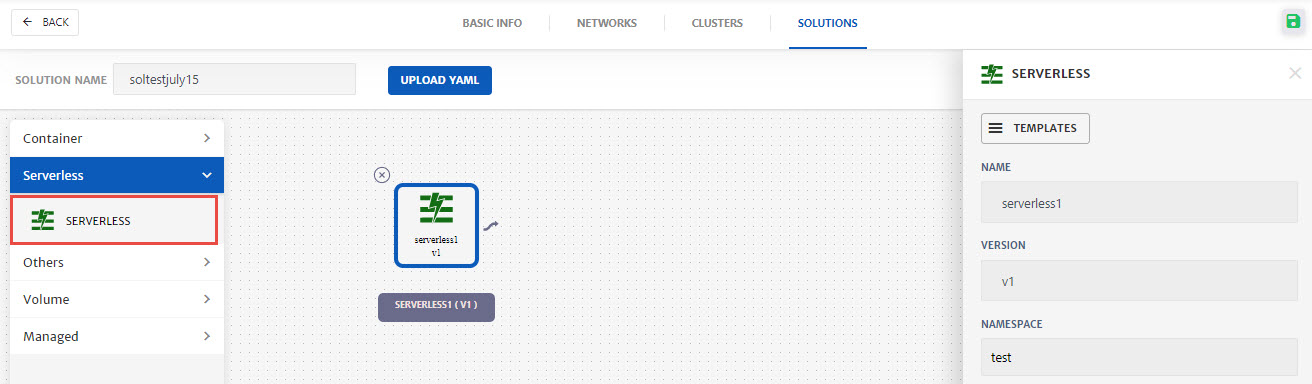 BACK
BASIC INFO
NETWORKS
CLUSTERS
SOLUTIONS
SOLUTION NAME
soltestjuly15
UPLOAD YAML
Container
Serverless
SERVERLESS
Others
Volume
Managed
serverless1
v1
SERVERLESS1 ( V1 )
SERVERLESS
TEMPLATES
NAME
serverless1
VERSION
v1
NAMESPACE
test